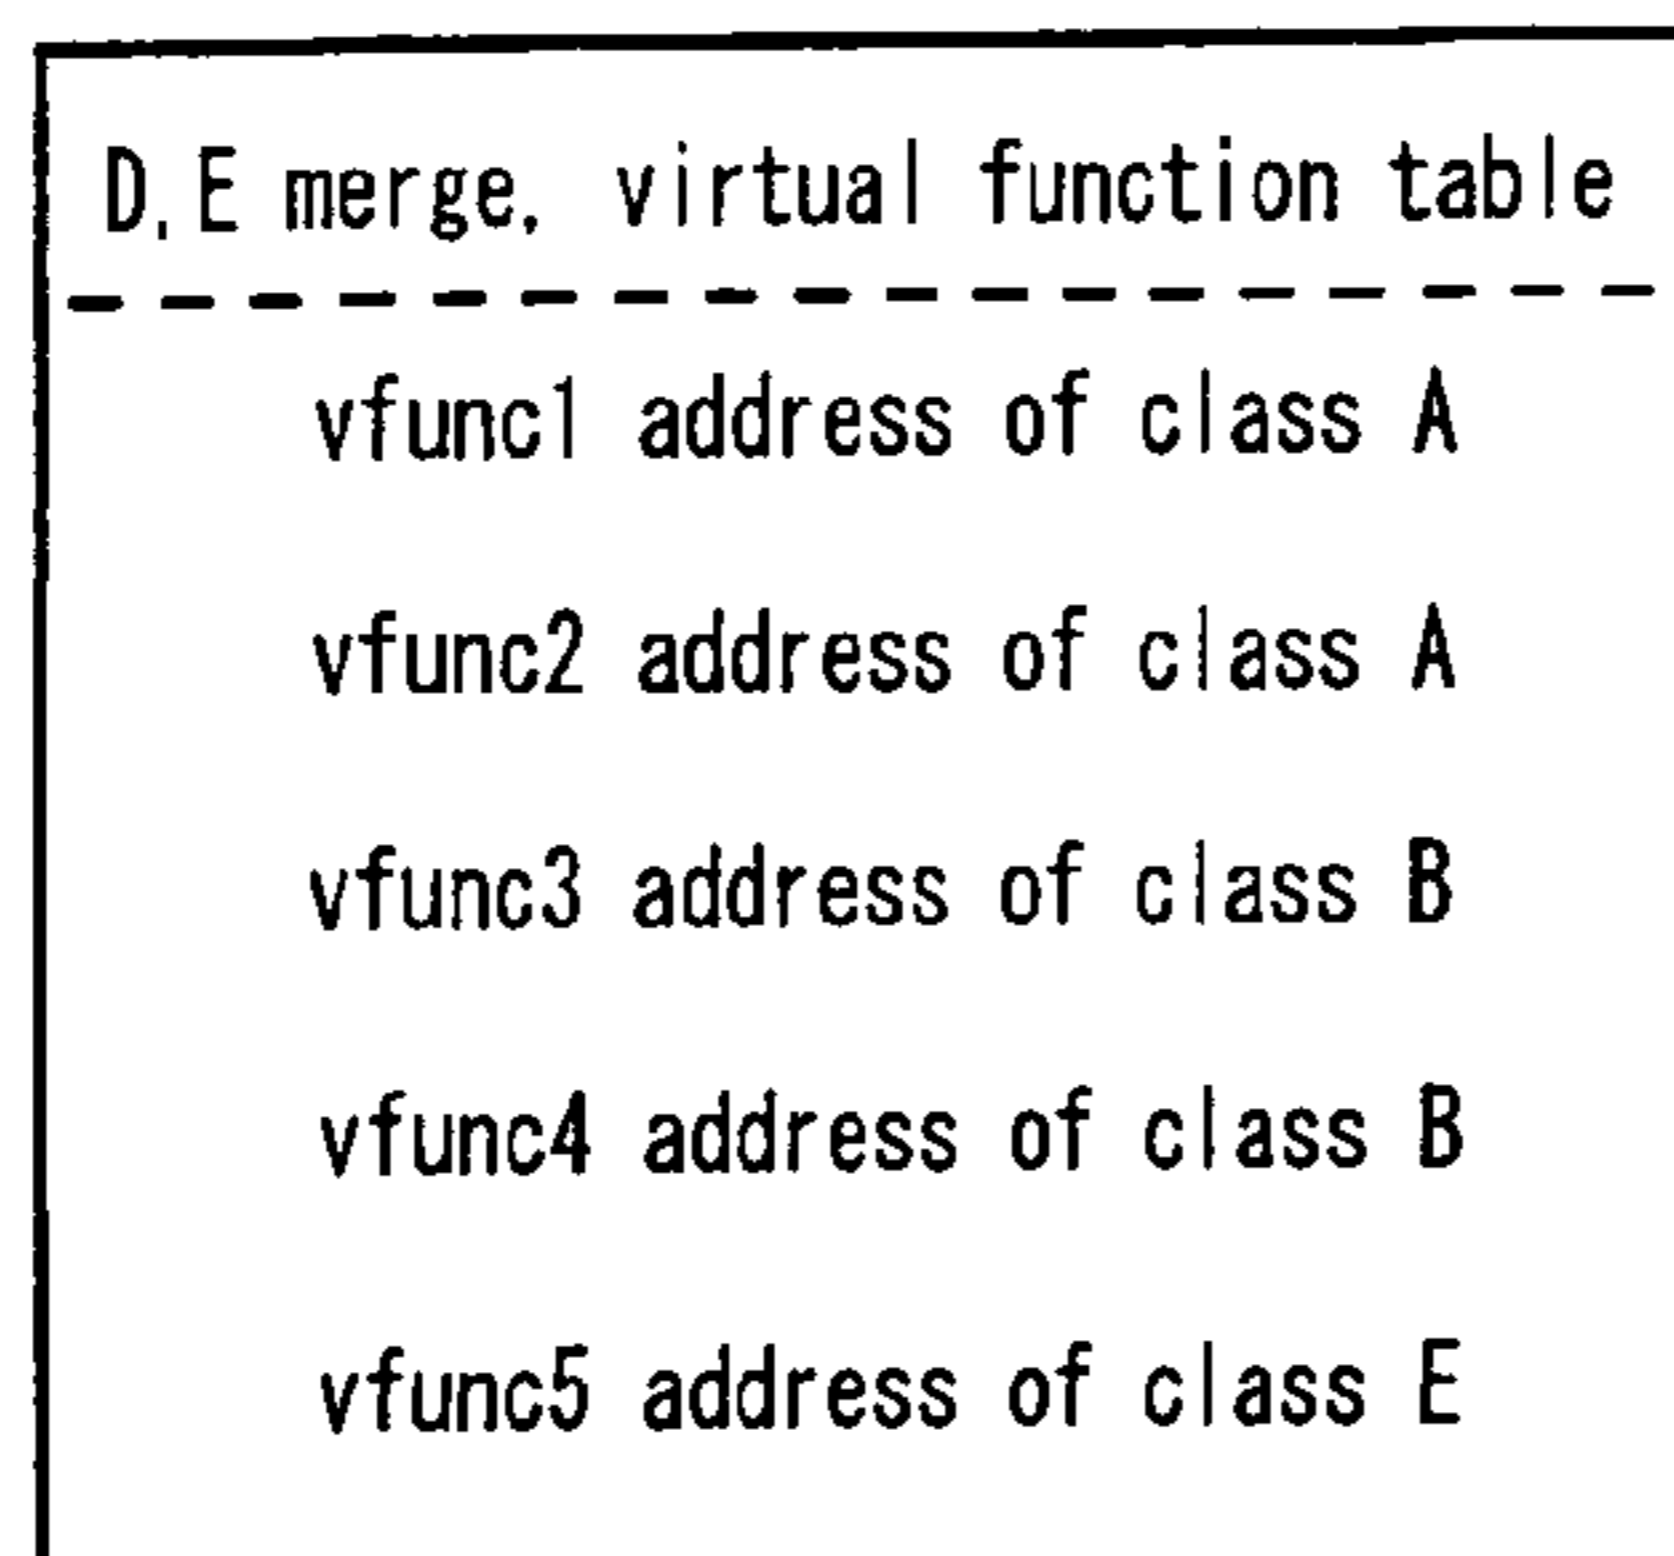 D,E merge, virtual function table
vfunc1 address of class A
vfunc2 address of class A
vfunc3 address of class B
vfunc4 address of class B
vfunc5 address of class E